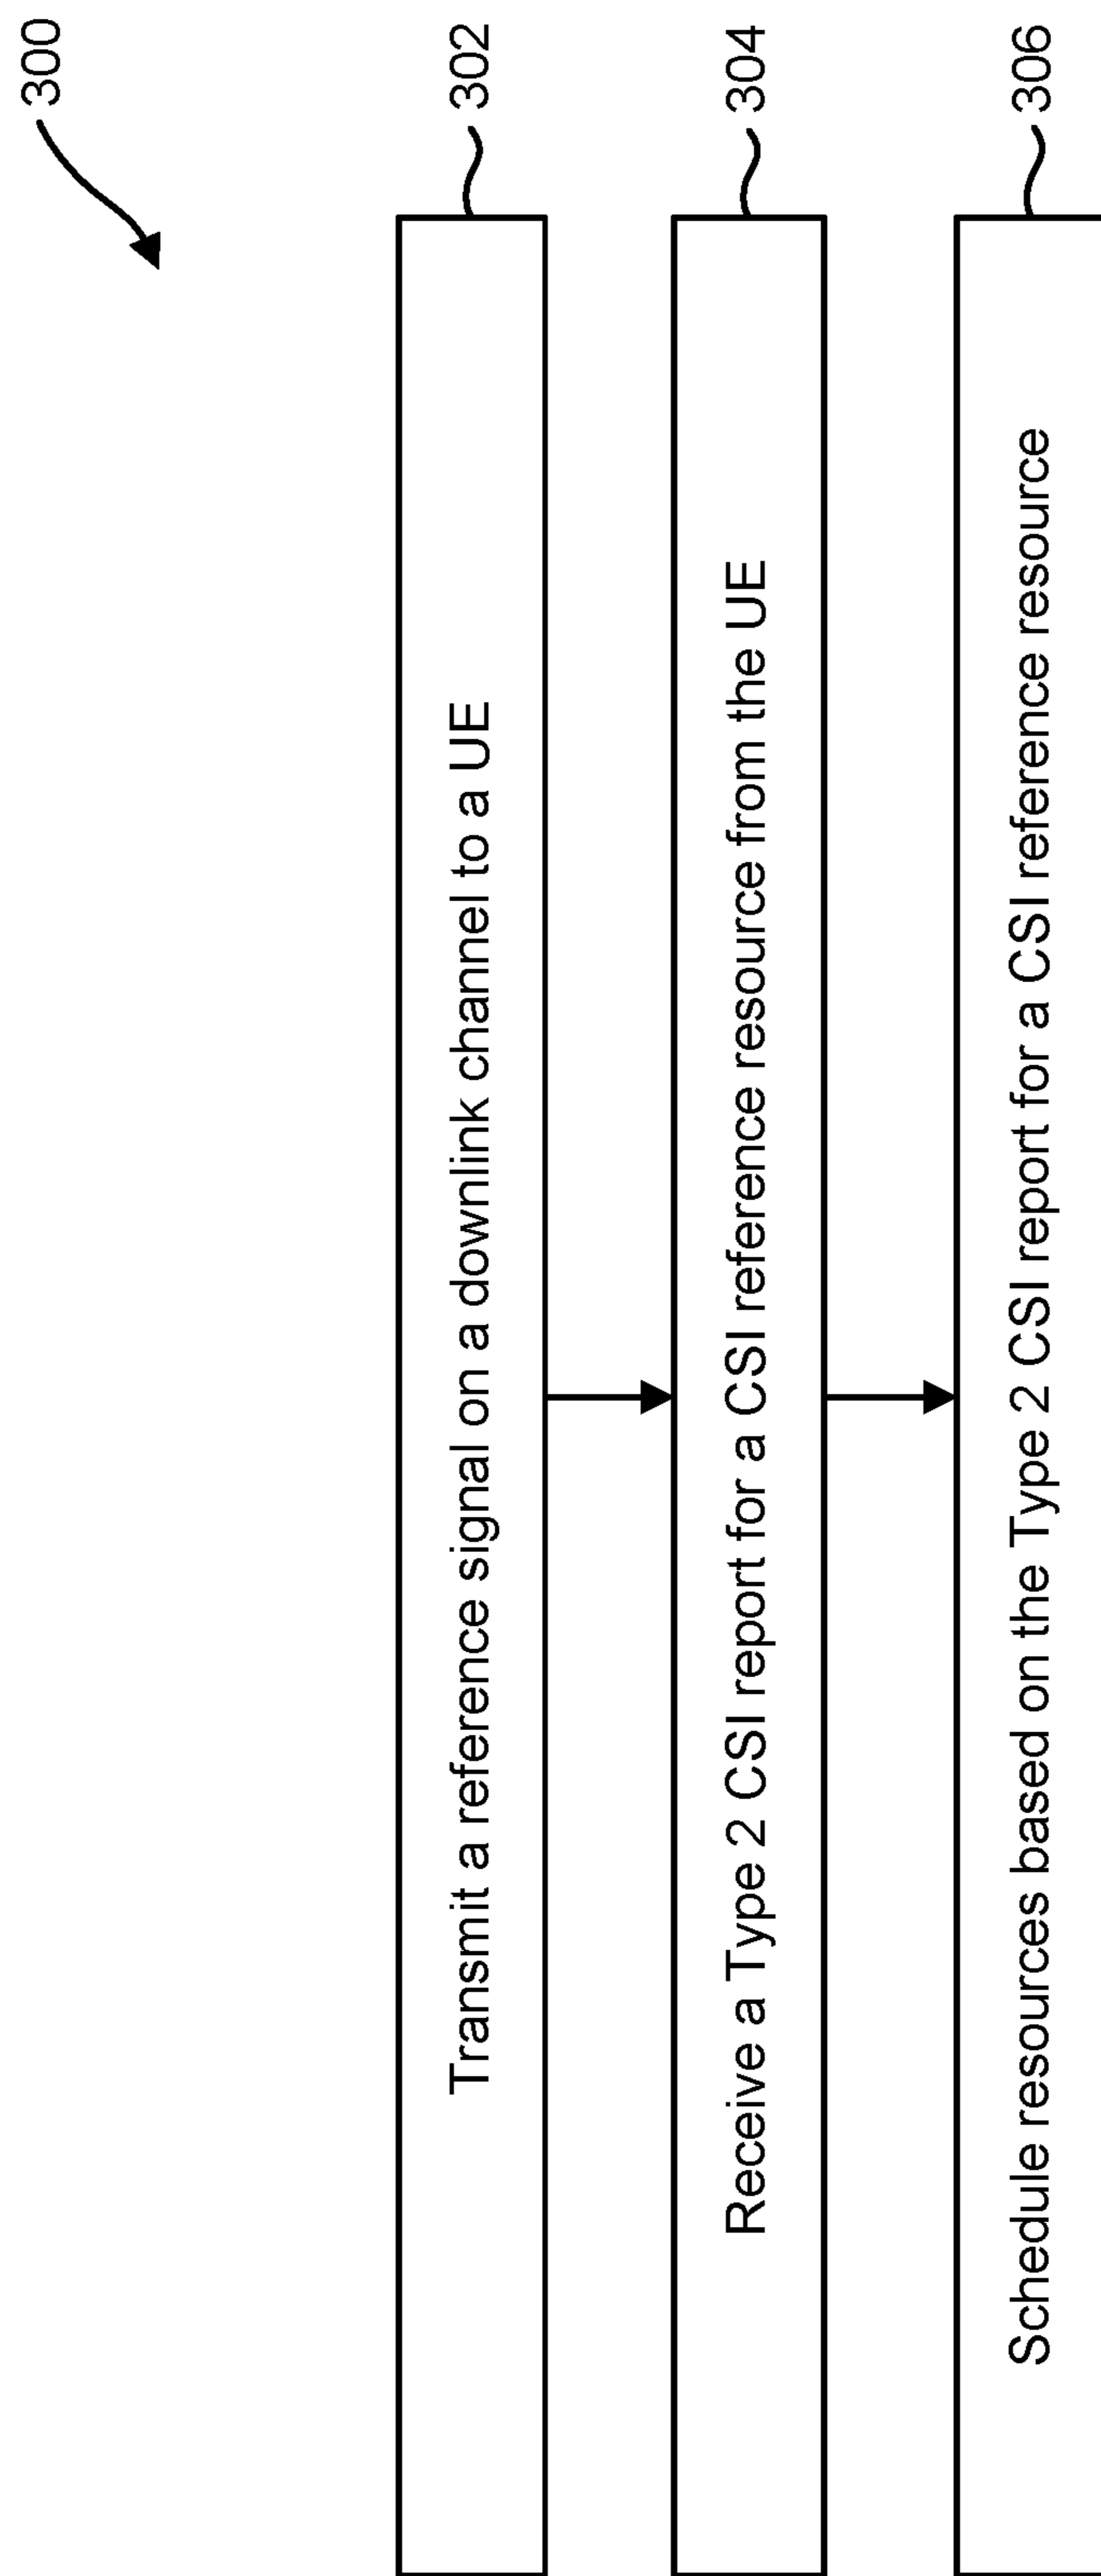 300
302
Transmit a reference signal on a downlink channel to a UE
304
Receive a Type 2 CSI report for a CSI reference resource from the UE
306
Schedule resources based on the Type 2 CSI report for a CSI reference resource